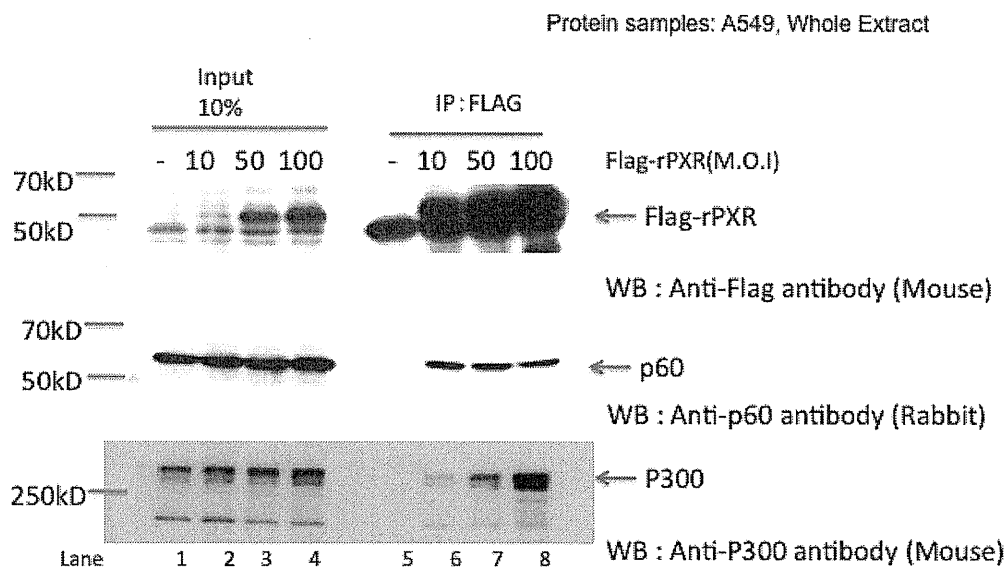 Protein samples: A549, Whole Extract
Input
10%
IP : FLAG
- 10 50 100
- 10 50 100
Flag-rPXR(M.O.I)
70kD
50kD
Flag-rPXR
WB : Anti-Flag antibody (Mouse)
70kD
50kD
p60
WB : Anti-p60 antibody (Rabbit)
250kD
P300
WB : Anti-P300 antibody (Mouse)
Lane 1 2 3 4 5 6 7 8